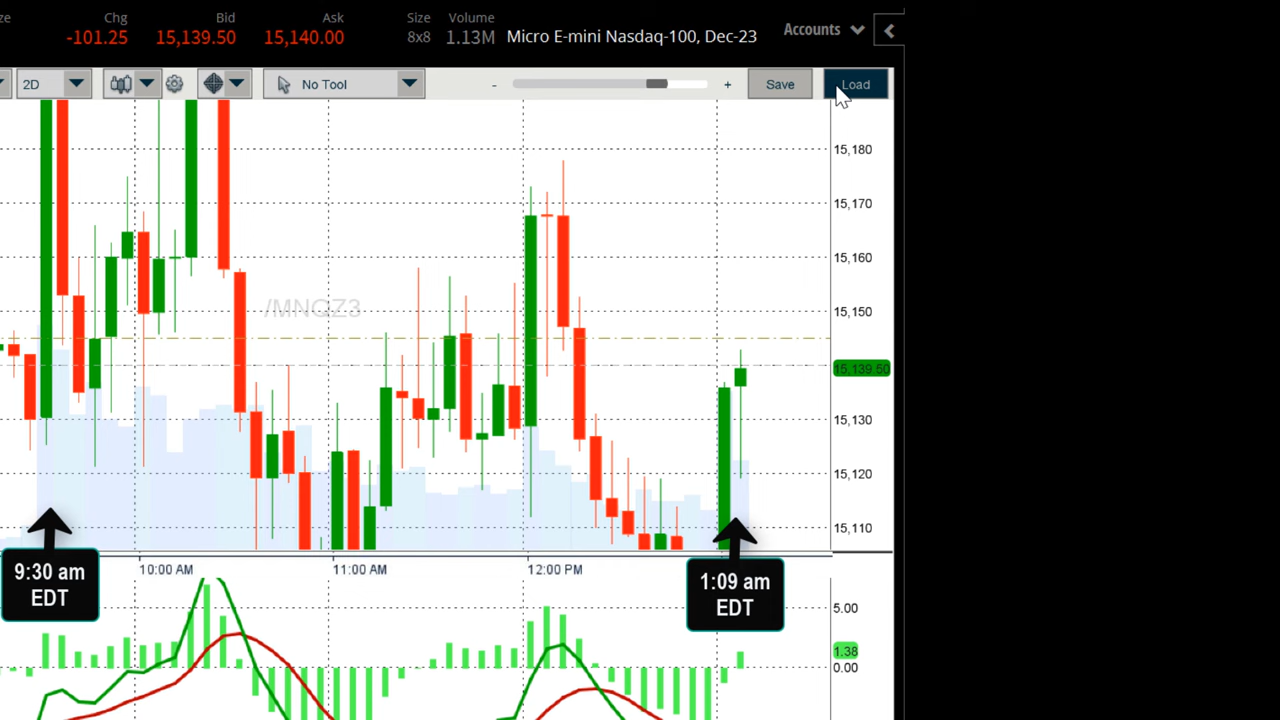 ze Chg Bid Ask Size Volume
-101.25 15,139.50 15,140.00 8x8 1.13M Micro E-mini Nasdaq-100, Dec-23 Accounts
2D No Tool - + Save Load
15,180
15,170
15,160
/MNQZ3
15,150
15,139.50
15,130
15,120
15,110
10:00 AM 11:00 AM 12:00 PM
9:30 am
EDT
1:09 am
EDT
5.00
1.38
0.00